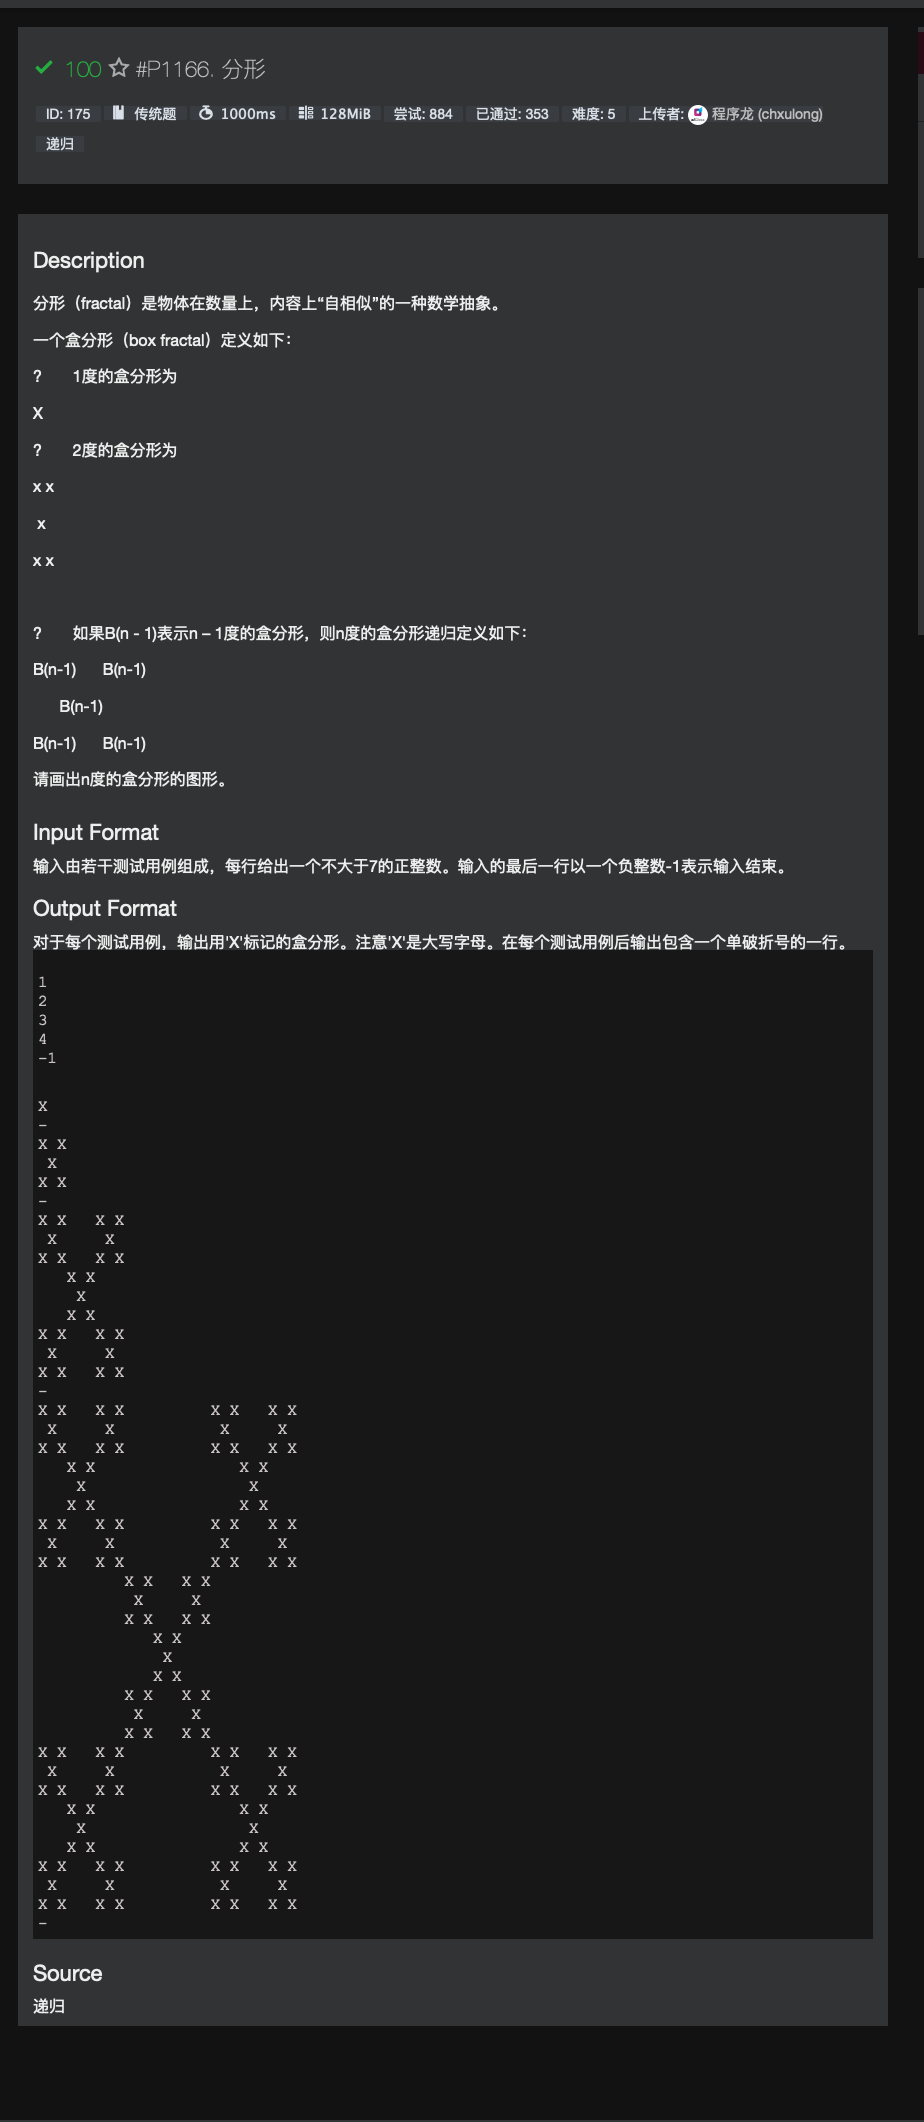 100 #P1166. 分形
ID: 175 传统题 1000ms 128MiB 尝试: 884 已通过: 353 难度: 5 上传者: 程序龙 (chxulong)
递归
Description
分形（fractal）是物体在数量上，内容上“自相似”的一种数学抽象。
一个盒分形（box fractal）定义如下：
? 1度的盒分形为
X
? 2度的盒分形为
x x
 x
x x
? 如果B(n - 1)表示n – 1度的盒分形，则n度的盒分形递归定义如下：
B(n-1) B(n-1)
 B(n-1)
B(n-1) B(n-1)
请画出n度的盒分形的图形。
Input Format
输入由若干测试用例组成，每行给出一个不大于7的正整数。输入的最后一行以一个负整数-1表示输入结束。
Output Format
对于每个测试用例，输出用'X'标记的盒分形。注意'X'是大写字母。在每个测试用例后输出包含一个单破折号的一行。
1
2
3
4
-1
x
-
x x
 x
x x
-
x x   x x
 x     x
x x   x x
   x x
    x
   x x
x x   x x
 x     x
x x   x x
-
x x   x x         x x   x x
 x     x           x     x
x x   x x         x x   x x
   x x               x x
    x                 x
   x x               x x
x x   x x         x x   x x
 x     x           x     x
x x   x x         x x   x x
         x x   x x
          x     x
         x x   x x
            x x
             x
            x x
         x x   x x
          x     x
         x x   x x
x x   x x         x x   x x
 x     x           x     x
x x   x x         x x   x x
   x x               x x
    x                 x
   x x               x x
x x   x x         x x   x x
 x     x           x     x
x x   x x         x x   x x
-
Source
递归